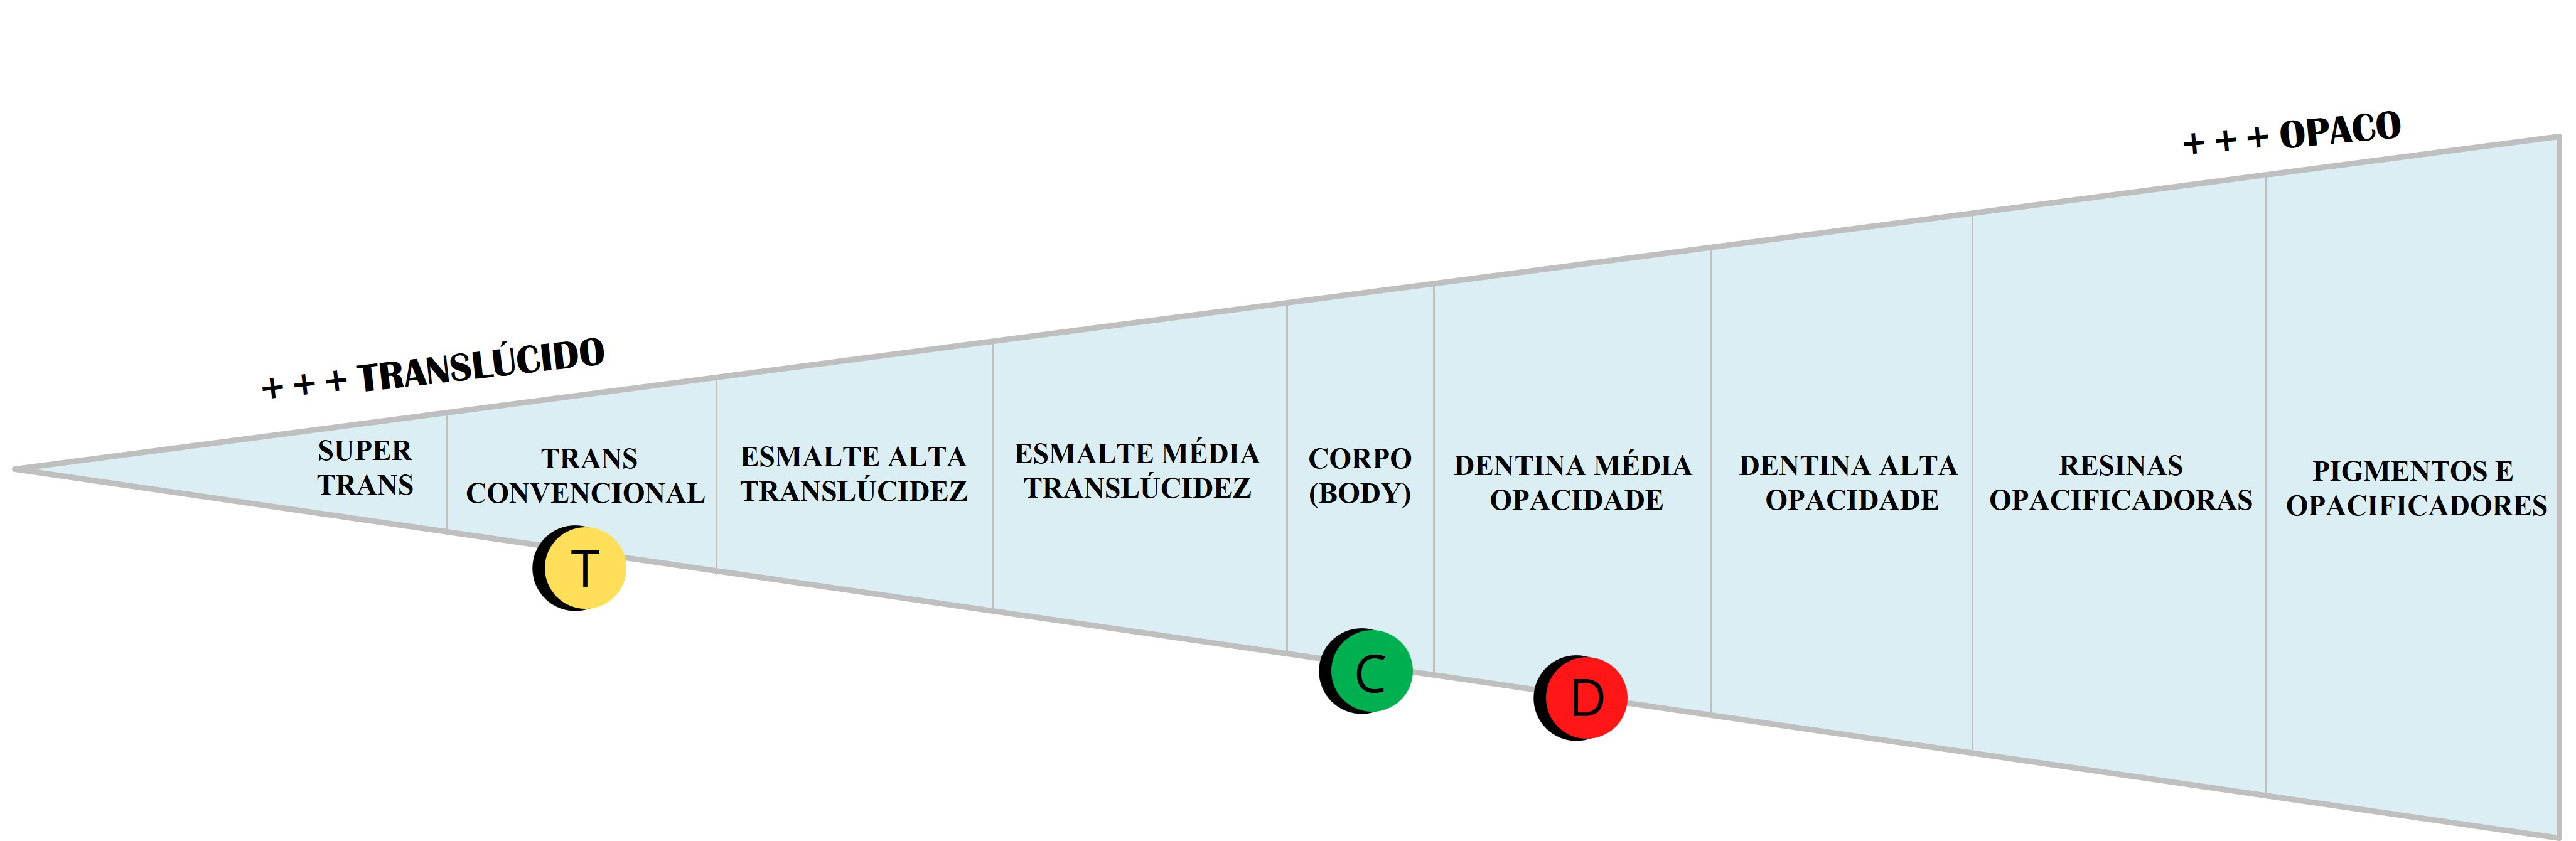 + + + OPACO
+ + + TRANSLÚCIDO
SUPER
TRANS
TRANS
CONVENCIONAL
ESMALTE ALTA
TRANSLÚCIDEZ
ESMALTE MÉDIA
TRANSLÚCIDEZ
CORPO
(BODY)
DENTINA MÉDIA
OPACIDADE
DENTINA ALTA
OPACIDADE
RESINAS
OPACIFICADORAS
PIGMENTOS E
OPACIFICADORES
T
C
D